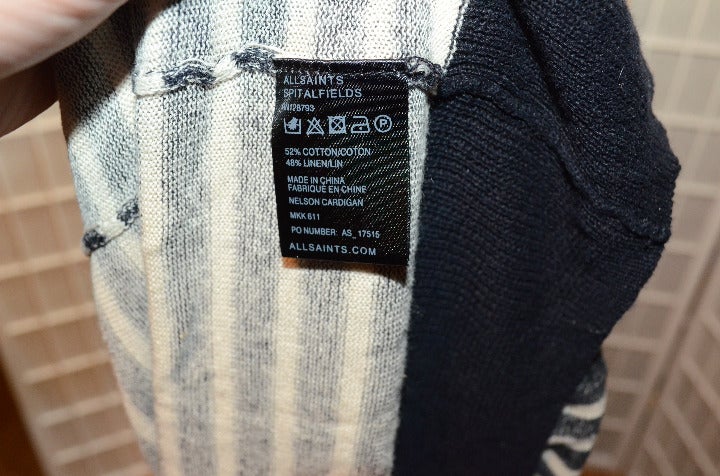 ALLSAINTS
SPITALFIELDS
52% COTTON/COTON
48% LINEN/LIN
MADE IN CHINA
FABRIQUÉ EN CHINE
NELSON CARDIGAN
MKK 611
PO NUMBER: AS_17515
ALLSAINTS.COM